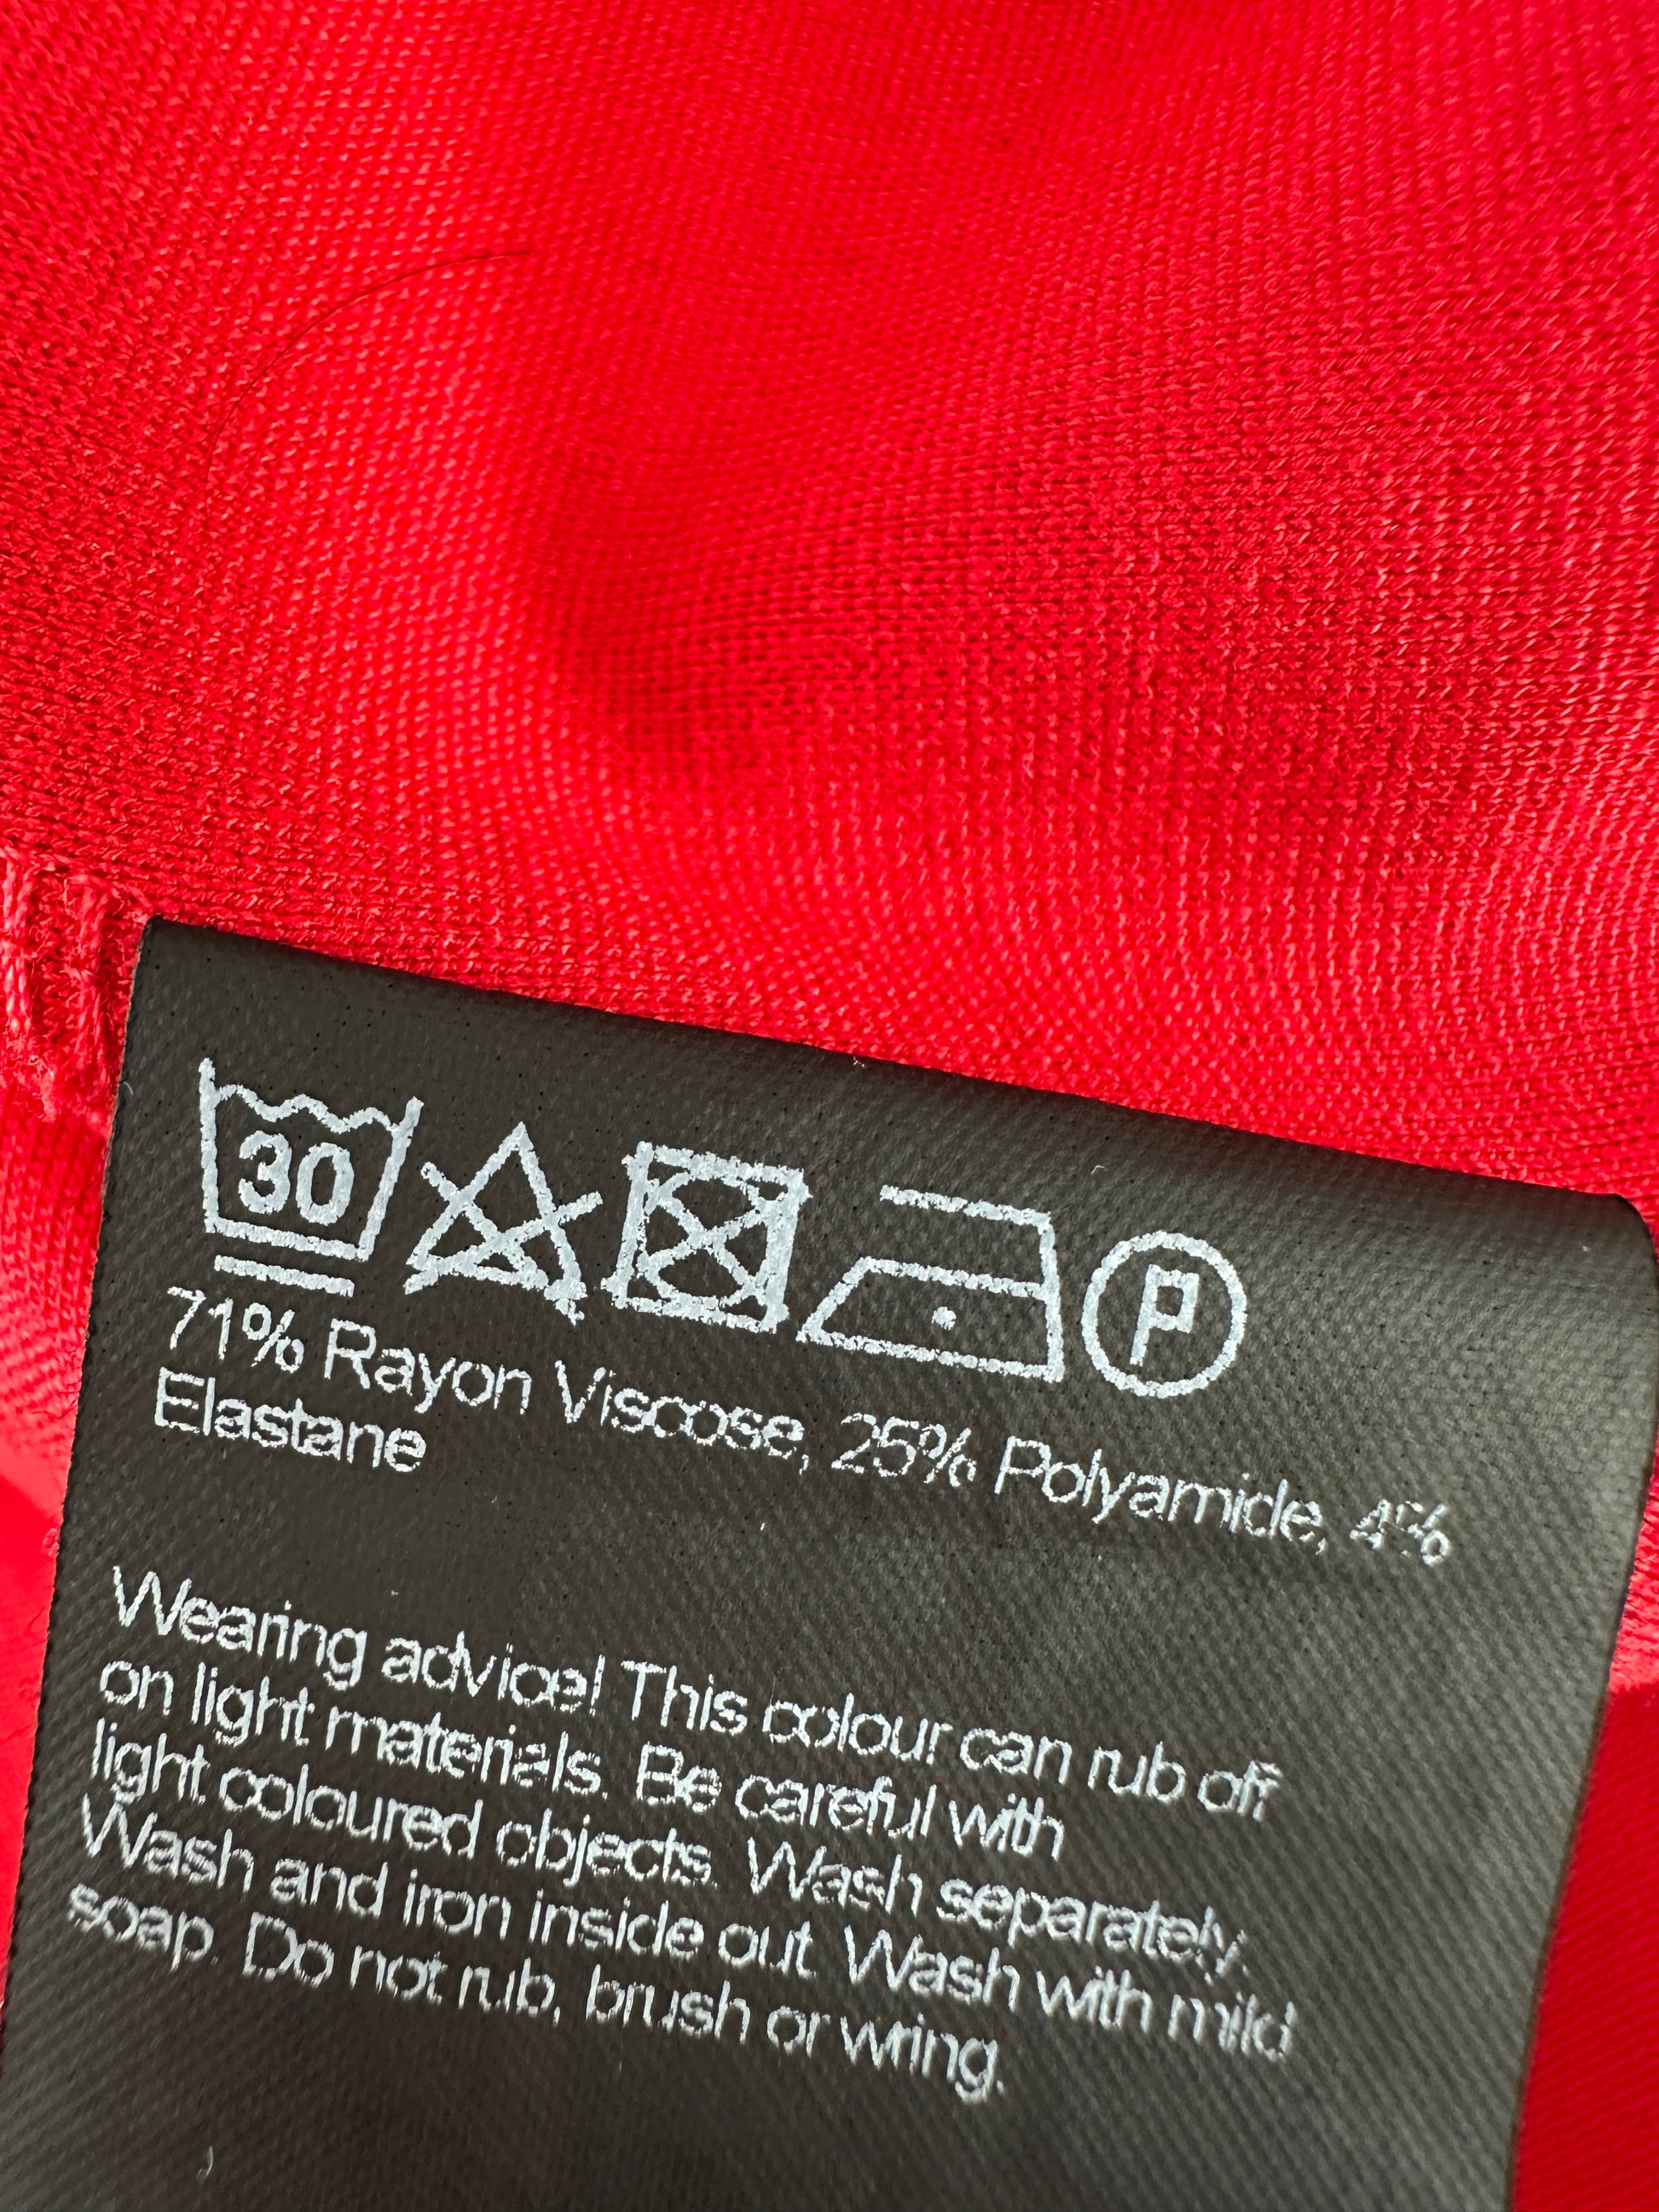 30
P
71% Rayon Viscose, 25% Polyamide, 4%
Elastane
Wearing advice! This colour can rub off
on light materials. Be careful with
light coloured objects. Wash separately.
Wash and iron inside out. Wash with mild
soap. Do not rub, brush or wring.